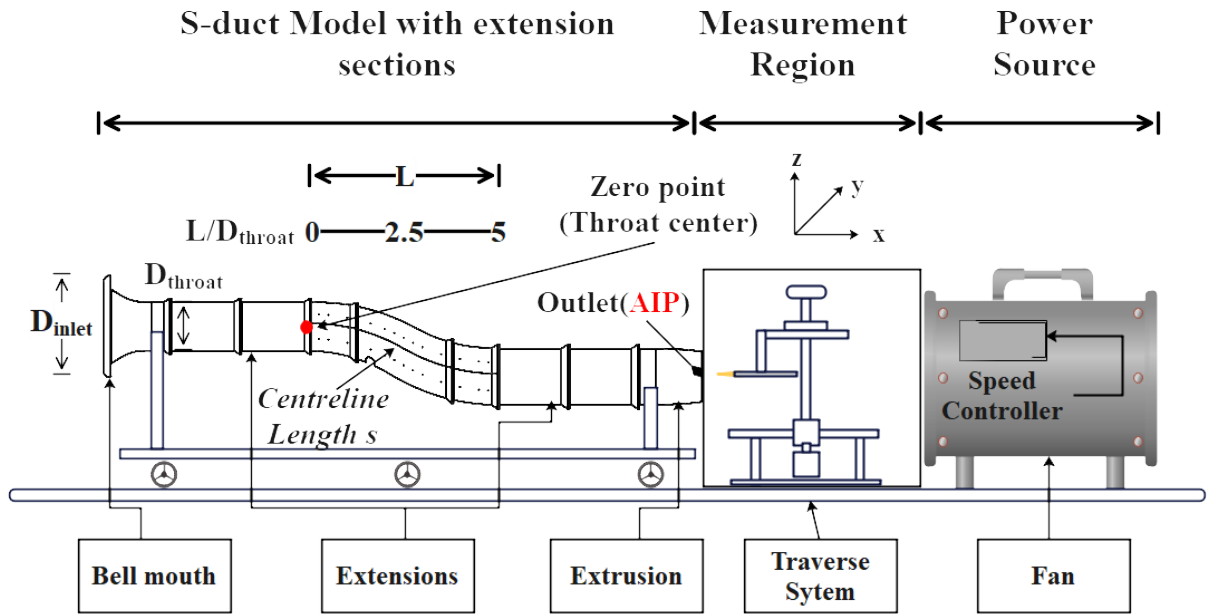 S-duct Model with extension
sections
Measurement
Region
Power
Source
L
Zero point
(Throat center)
z
y
x
L/Dthroat 0 2.5 5
Dthroat
Dinlet
Outlet(AIP)
Centreline
Length s
Speed
Controller
Bell mouth
Extensions
Extrusion
Traverse
Sytem
Fan